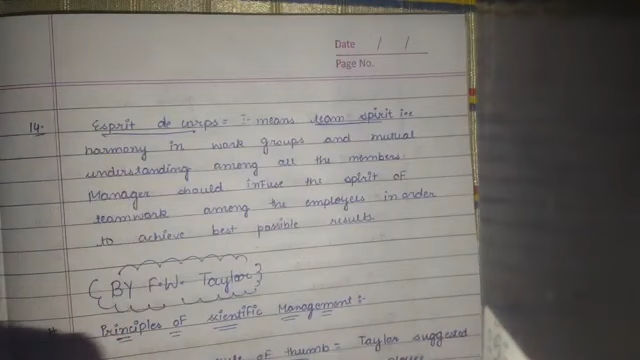 Date / /
Page No.
14- Esprit de corps = :- means team spirit i.e
harmony in work groups and mutual
understanding among all the members.
Manager should infuse the spirit of
teamwork among the employees in order
to achieve best possible results
( BY F.W. Taylor )
Principles of scientific Management :-
of thumb = Taylor suggested